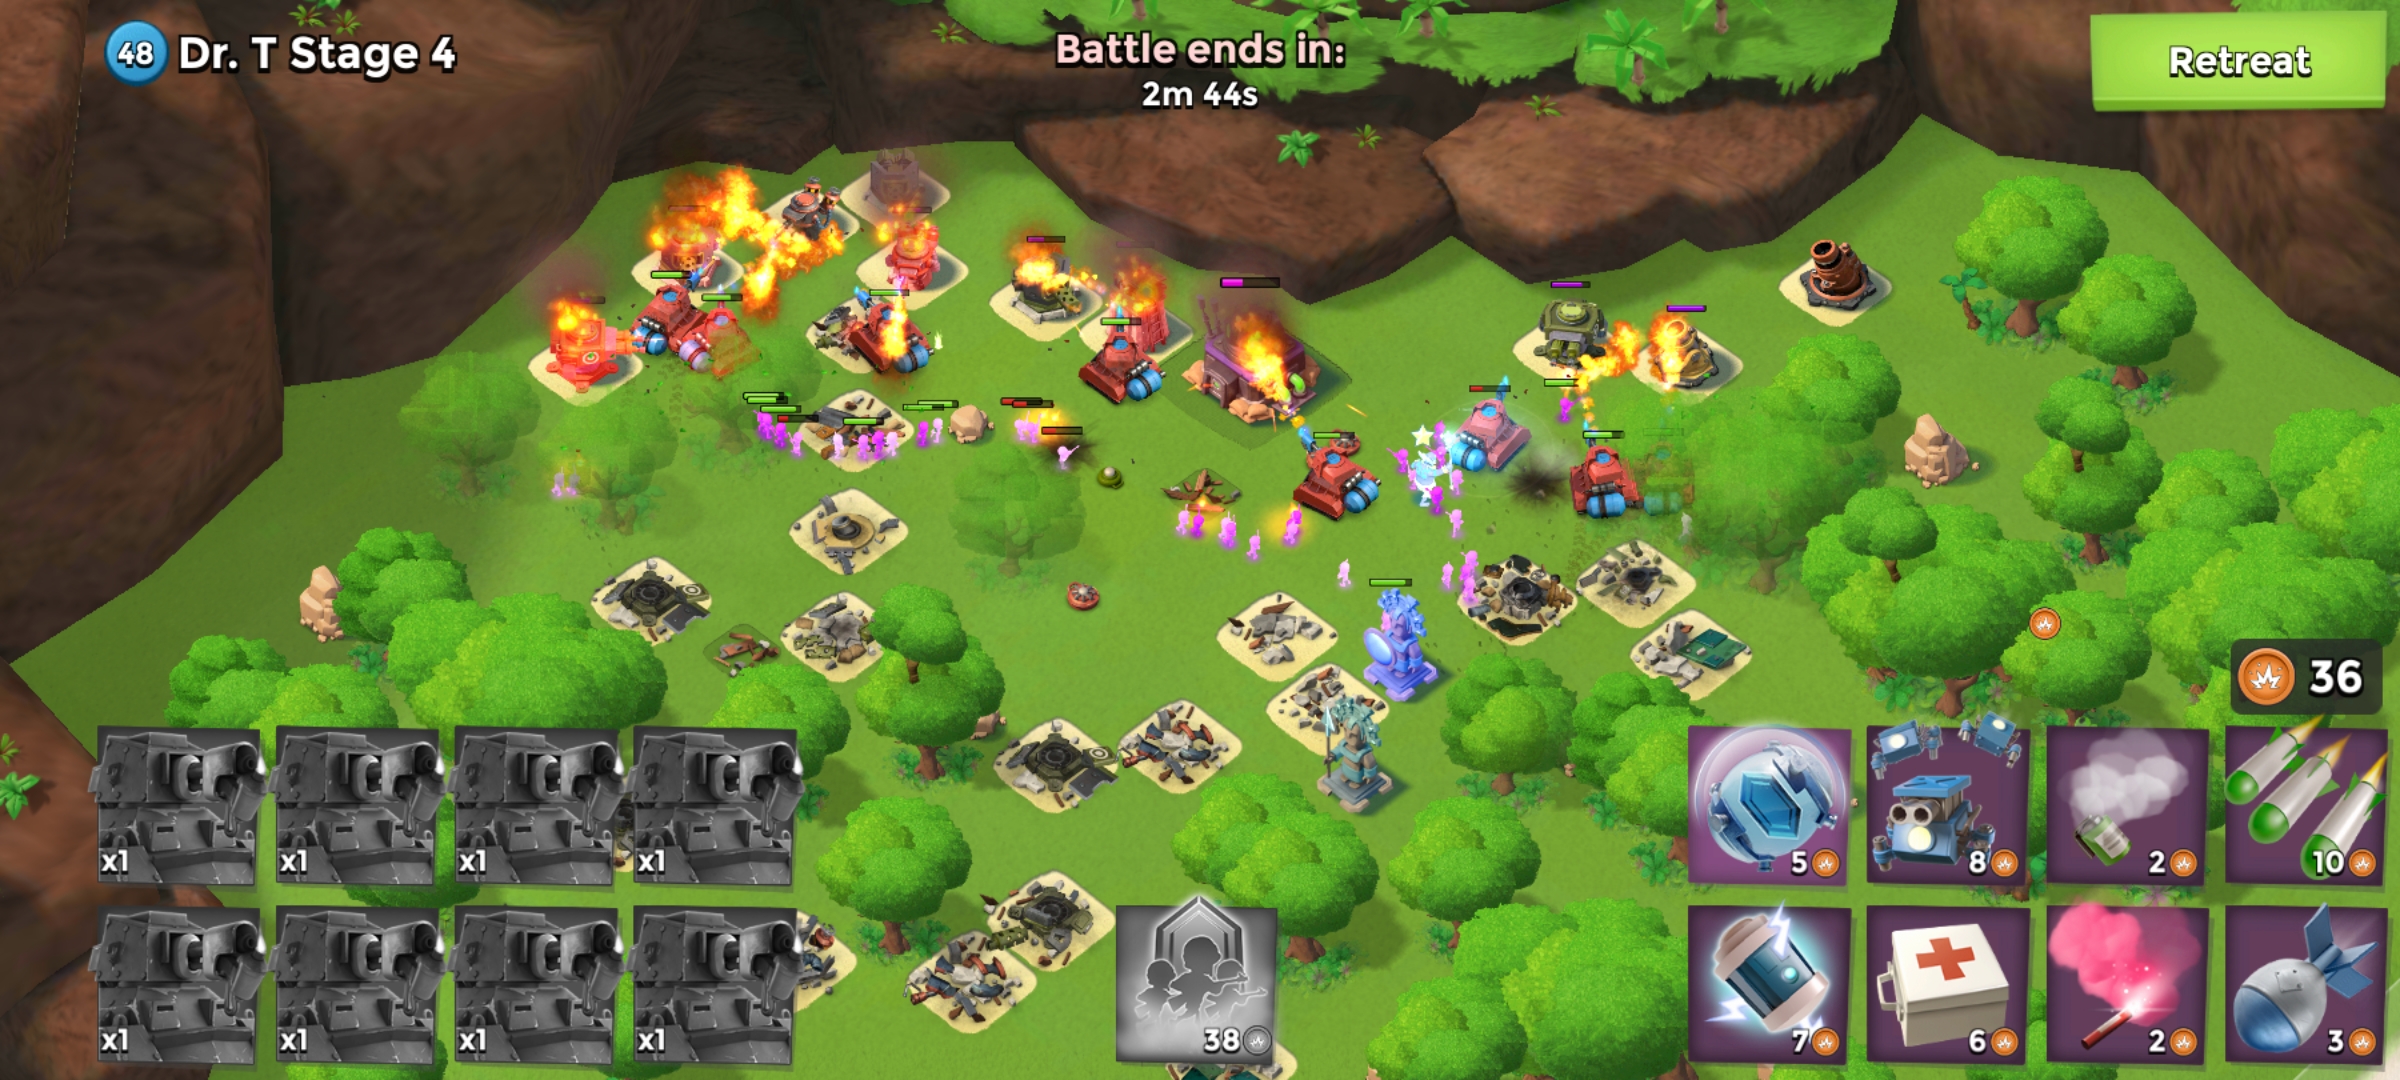 48 Dr. T Stage 4
Battle ends in:
2m 44s
Retreat
36
x1 x1 x1 x1
5 8 2 10
x1 x1 x1 x1
38
7 6 2 3